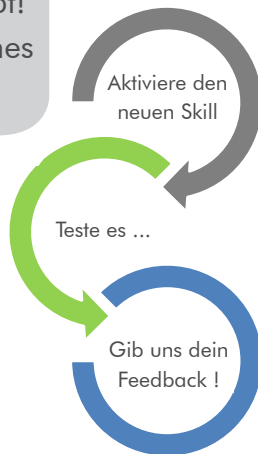 Aktiviere den
neuen Skill
Teste es ...
Gib uns dein
Feedback !